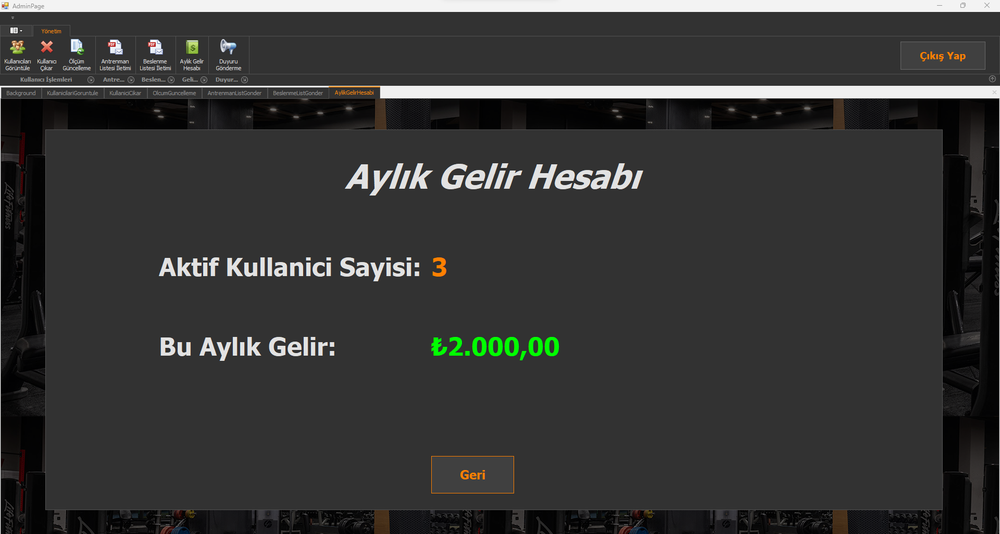 AdminPage
Yönetim
Kullanıcıları Görüntüle
Kullanıcı Çıkar
Ölçüm Güncelleme
Antrenman Listesi İletimi
Beslenme Listesi İletimi
Aylık Gelir Hesabı
Duyuru Gönderme
Çıkış Yap
Kullanıcı İşlemleri
Antre...
Beslen...
Geli...
Duyur...
Background
KullanicilariGoruntule
KullaniciCikar
OlcumGuncelleme
AntrenmanListGonder
BeslenmeListGonder
AylikGelirHesabi
Aylık Gelir Hesabı
Aktif Kullanici Sayisi: 3
Bu Aylık Gelir: ₺2.000,00
Geri
Life Fitness